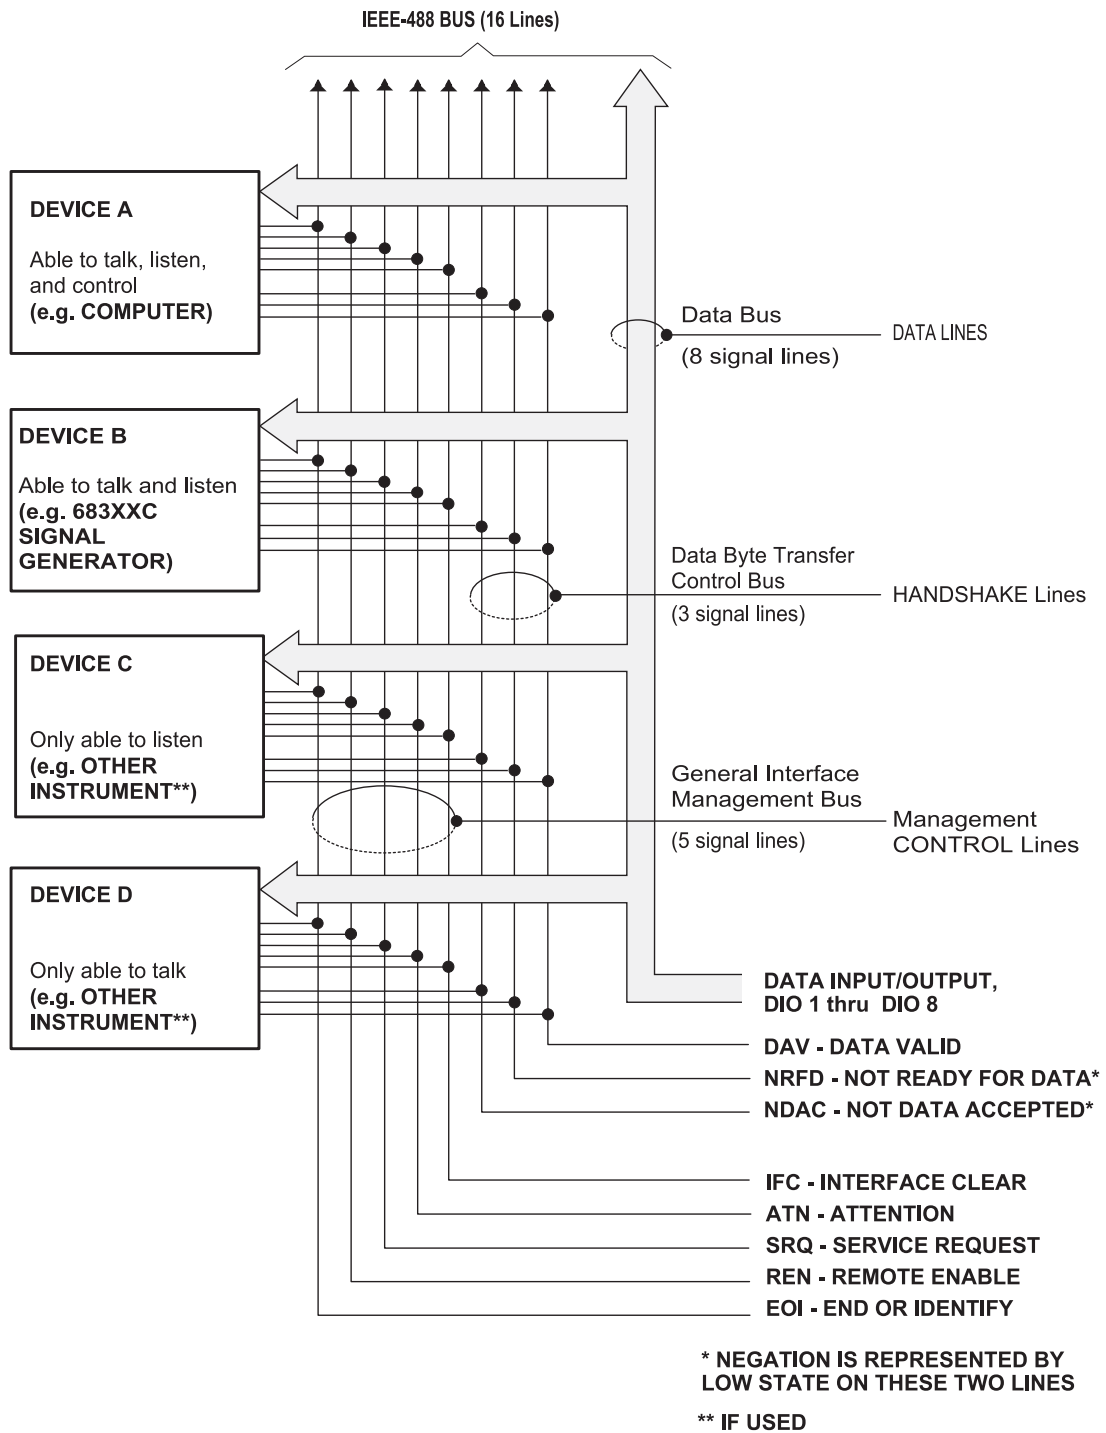 IEEE-488 BUS (16 Lines)
DEVICE A
Able to talk, listen,
and control
(e.g. COMPUTER)
Data Bus
(8 signal lines)
DATA LINES
DEVICE B
Able to talk and listen
(e.g. 683XXC
SIGNAL
GENERATOR)
Data Byte Transfer
Control Bus
(3 signal lines)
HANDSHAKE Lines
DEVICE C
Only able to listen
(e.g. OTHER
INSTRUMENT**)
General Interface
Management Bus
(5 signal lines)
Management
CONTROL Lines
DEVICE D
Only able to talk
(e.g. OTHER
INSTRUMENT**)
DATA INPUT/OUTPUT,
DIO 1 thru DIO 8
DAV - DATA VALID
NRFD - NOT READY FOR DATA*
NDAC - NOT DATA ACCEPTED*
IFC - INTERFACE CLEAR
ATN - ATTENTION
SRQ - SERVICE REQUEST
REN - REMOTE ENABLE
EOI - END OR IDENTIFY
* NEGATION IS REPRESENTED BY
LOW STATE ON THESE TWO LINES
** IF USED